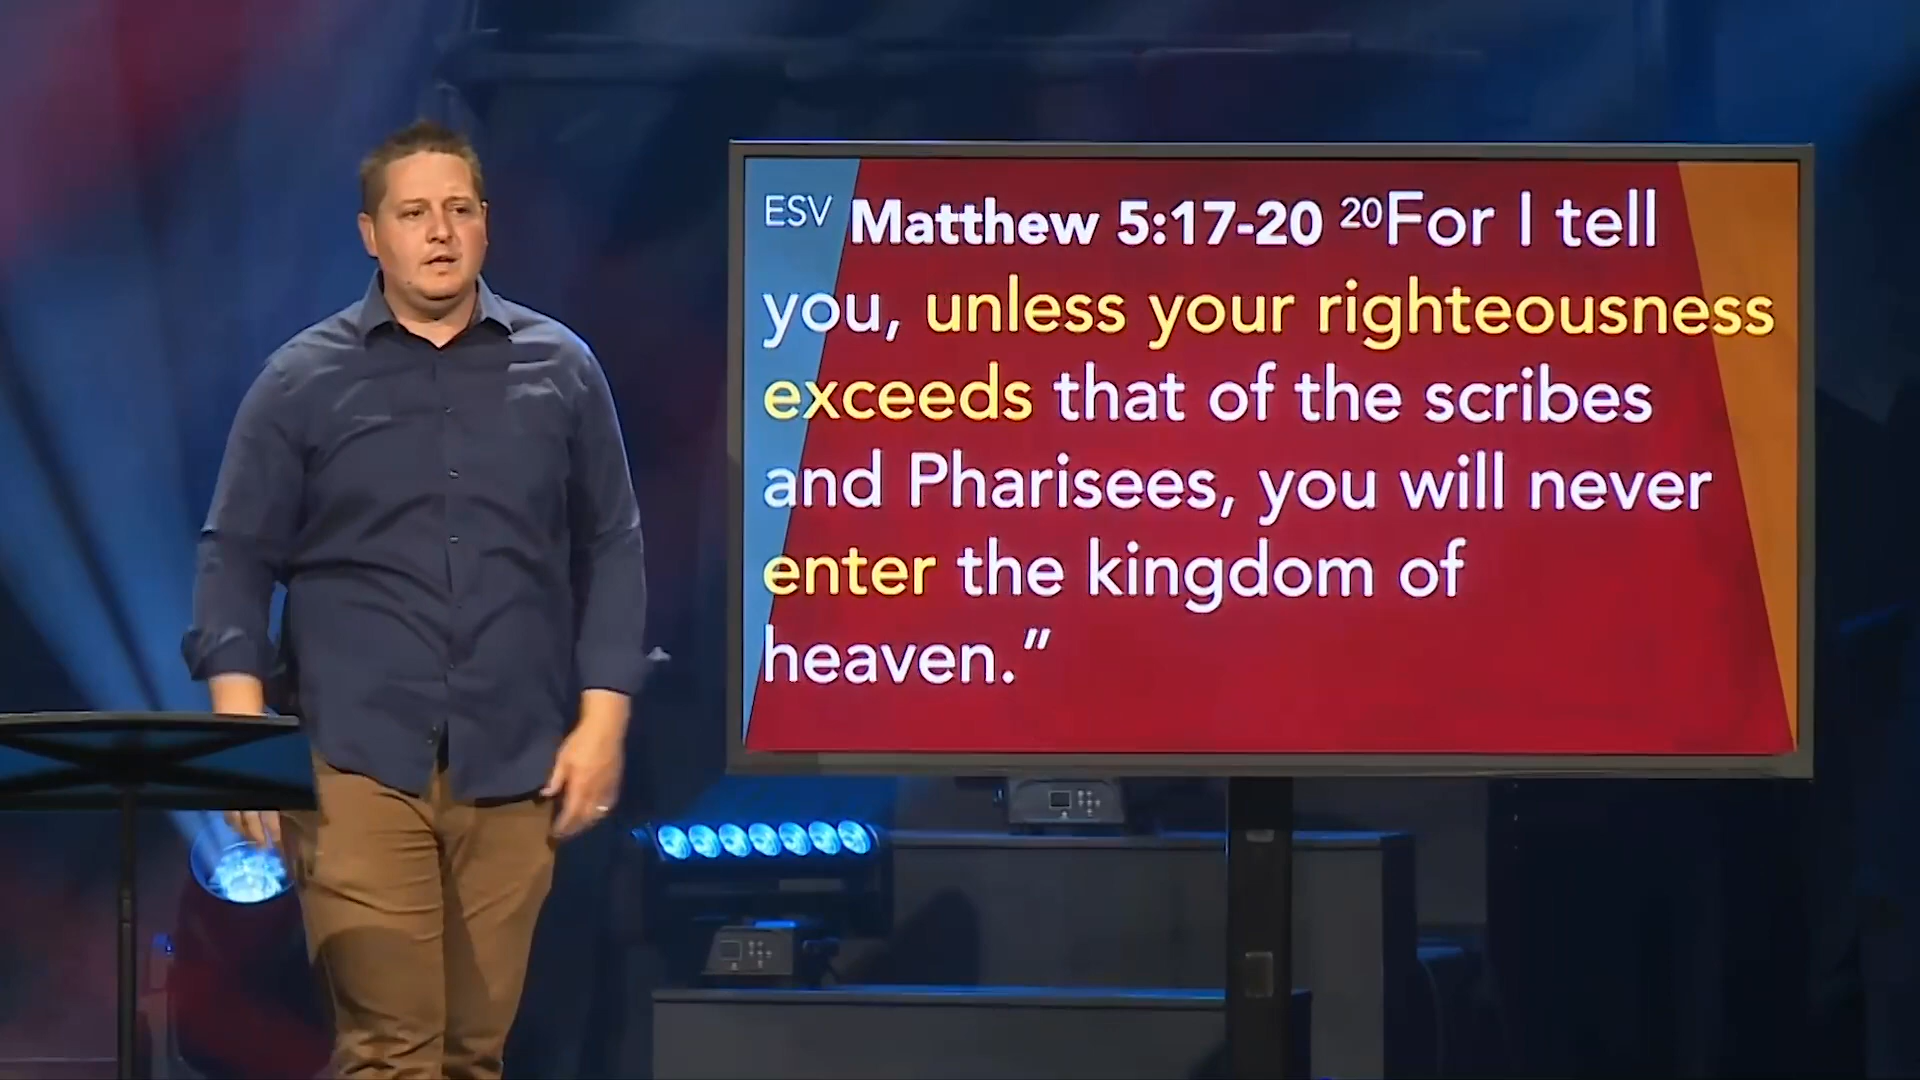 ESV Matthew 5:17-20 20For I tell
you, unless your righteousness
exceeds that of the scribes
and Pharisees, you will never
enter the kingdom of
heaven.”